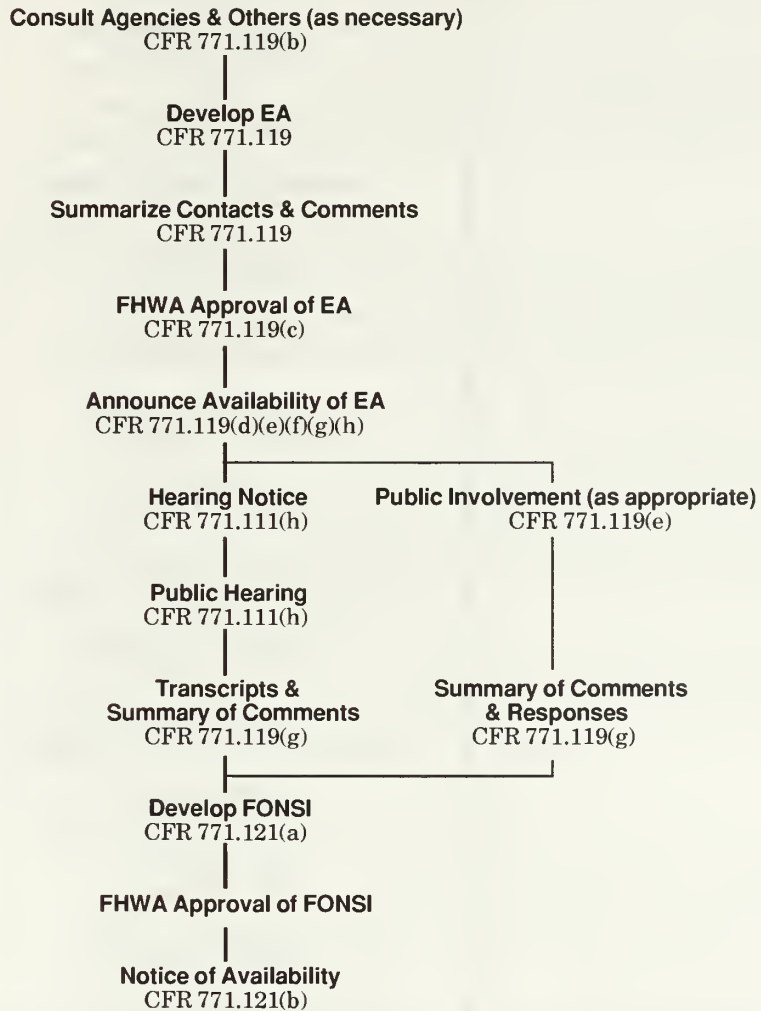 Consult Agencies & Others (as necessary)
CFR 771.119(b)
Develop EA
CFR 771.119
Summarize Contacts & Comments
CFR 771.119
FHWA Approval of EA
CFR 771.119(c)
Announce Availability of EA
CFR 771.119(d)(e)(f)(g)(h)
Hearing Notice
CFR 771.111(h)
Public Hearing
CFR 771.111(h)
Transcripts &
Summary of Comments
CFR 771.119(g)
Public Involvement (as appropriate)
CFR 771.119(e)
Summary of Comments
& Responses
CFR 771.119(g)
Develop FONSI
CFR 771.121(a)
FHWA Approval of FONSI
Notice of Availability
CFR 771.121(b)